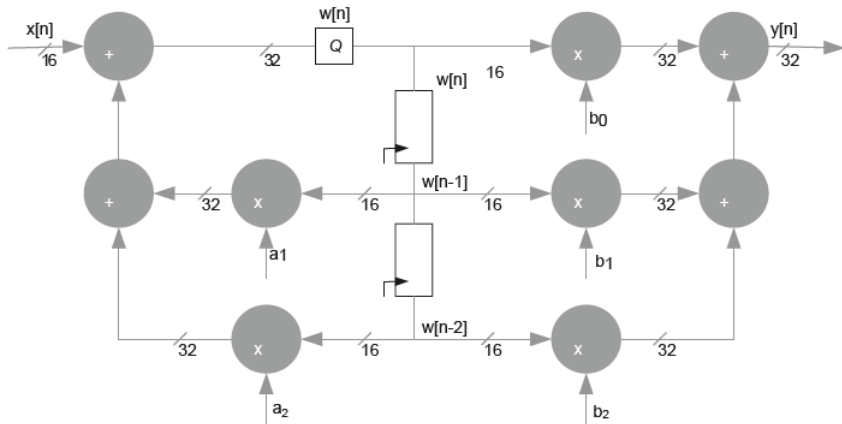 w[n]
x[n] y[n]
+ Q x +
16 32 32 32
w[n] 16
b0
+ x w[n-1] x +
32 16 16 32
a1 b1
x w[n-2] x
32 16 16 32
a2 b2